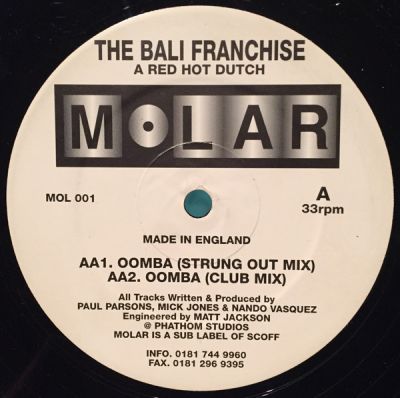 THE BALI FRANCHISE
A RED HOT DUTCH
MOLAR
MOL 001
A
33rpm
MADE IN ENGLAND
AA1. OOMBA (STRUNG OUT MIX)
AA2. OOMBA (CLUB MIX)
All Tracks Written & Produced by
PAUL PARSONS, MICK JONES & NANDO VASQUEZ
Engineered by MATT JACKSON
@ PHATHOM STUDIOS
MOLAR IS A SUB LABEL OF SCOFF
INFO. 0181 744 9960
FAX. 0181 296 9395